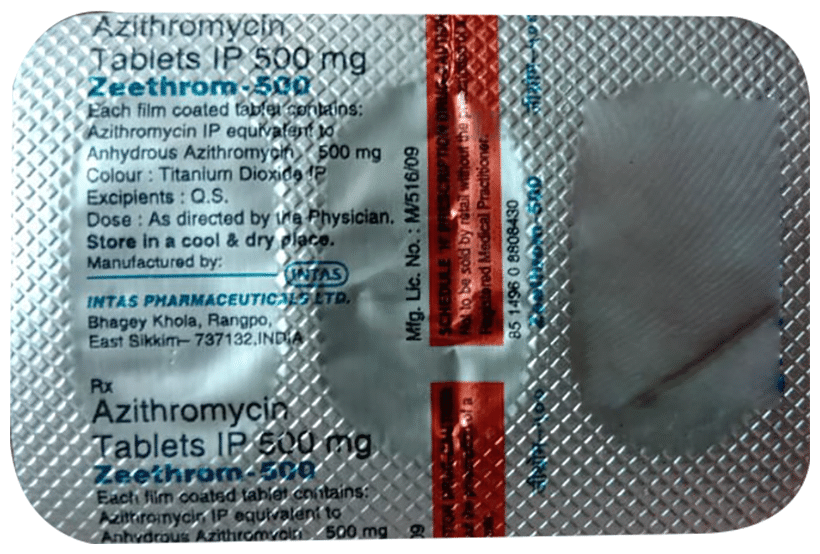 Azithromycin
Tablets IP 500 mg
Zeethrom-500
Each film coated tablet contains:
Azithromycin IP equivalent to
Anhydrous Azithromycin 500 mg
Colour : Titanium Dioxide IP
Excipients : Q.S.
Dose : As directed by the Physician.
Store in a cool & dry place.
Manufactured by:
INTAS
INTAS PHARMACEUTICALS LTD.
Bhagey Khola, Rangpo,
East Sikkim– 737132,INDIA
Rx
Azithromycin
Tablets IP 500 mg
Zeethrom-500
Each film coated tablet contains:
Azithromycin IP equivalent to
Anhydrous Azithromycin 500 mg
Mfg. Lic. No. : M/516/09
SCHEDULE H PRESCRIPTION DRUG-CAUTION
Not to be sold by retail without the prescription of a
Registered Medical Practitioner.
85 1496 0 8808430
Zeethrom-500
09
of a